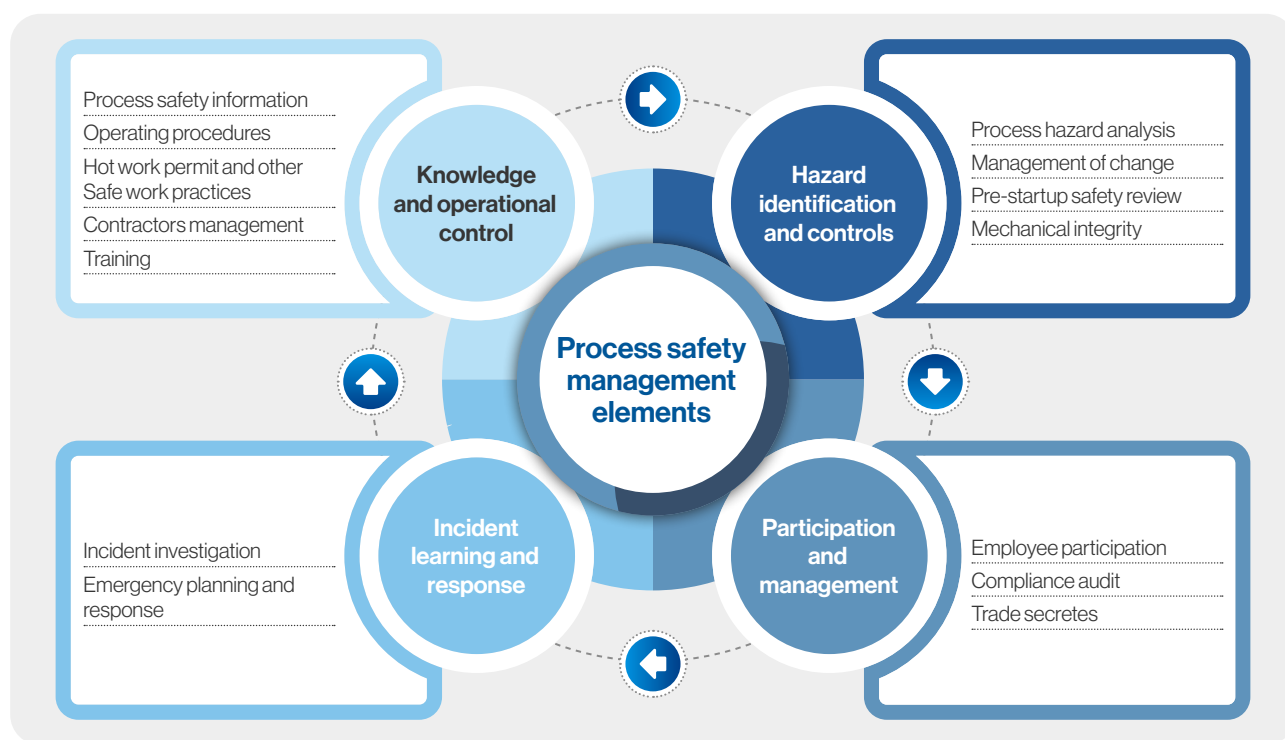 Process safety information
Operating procedures
Hot work permit and other
Safe work practices
Contractors management
Training
Knowledge
and operational
control
Hazard
identification
and controls
Process hazard analysis
Management of change
Pre-startup safety review
Mechanical integrity
Process safety
management
elements
Incident investigation
Emergency planning and
response
Incident
learning and
response
Participation
and
management
Employee participation
Compliance audit
Trade secretes